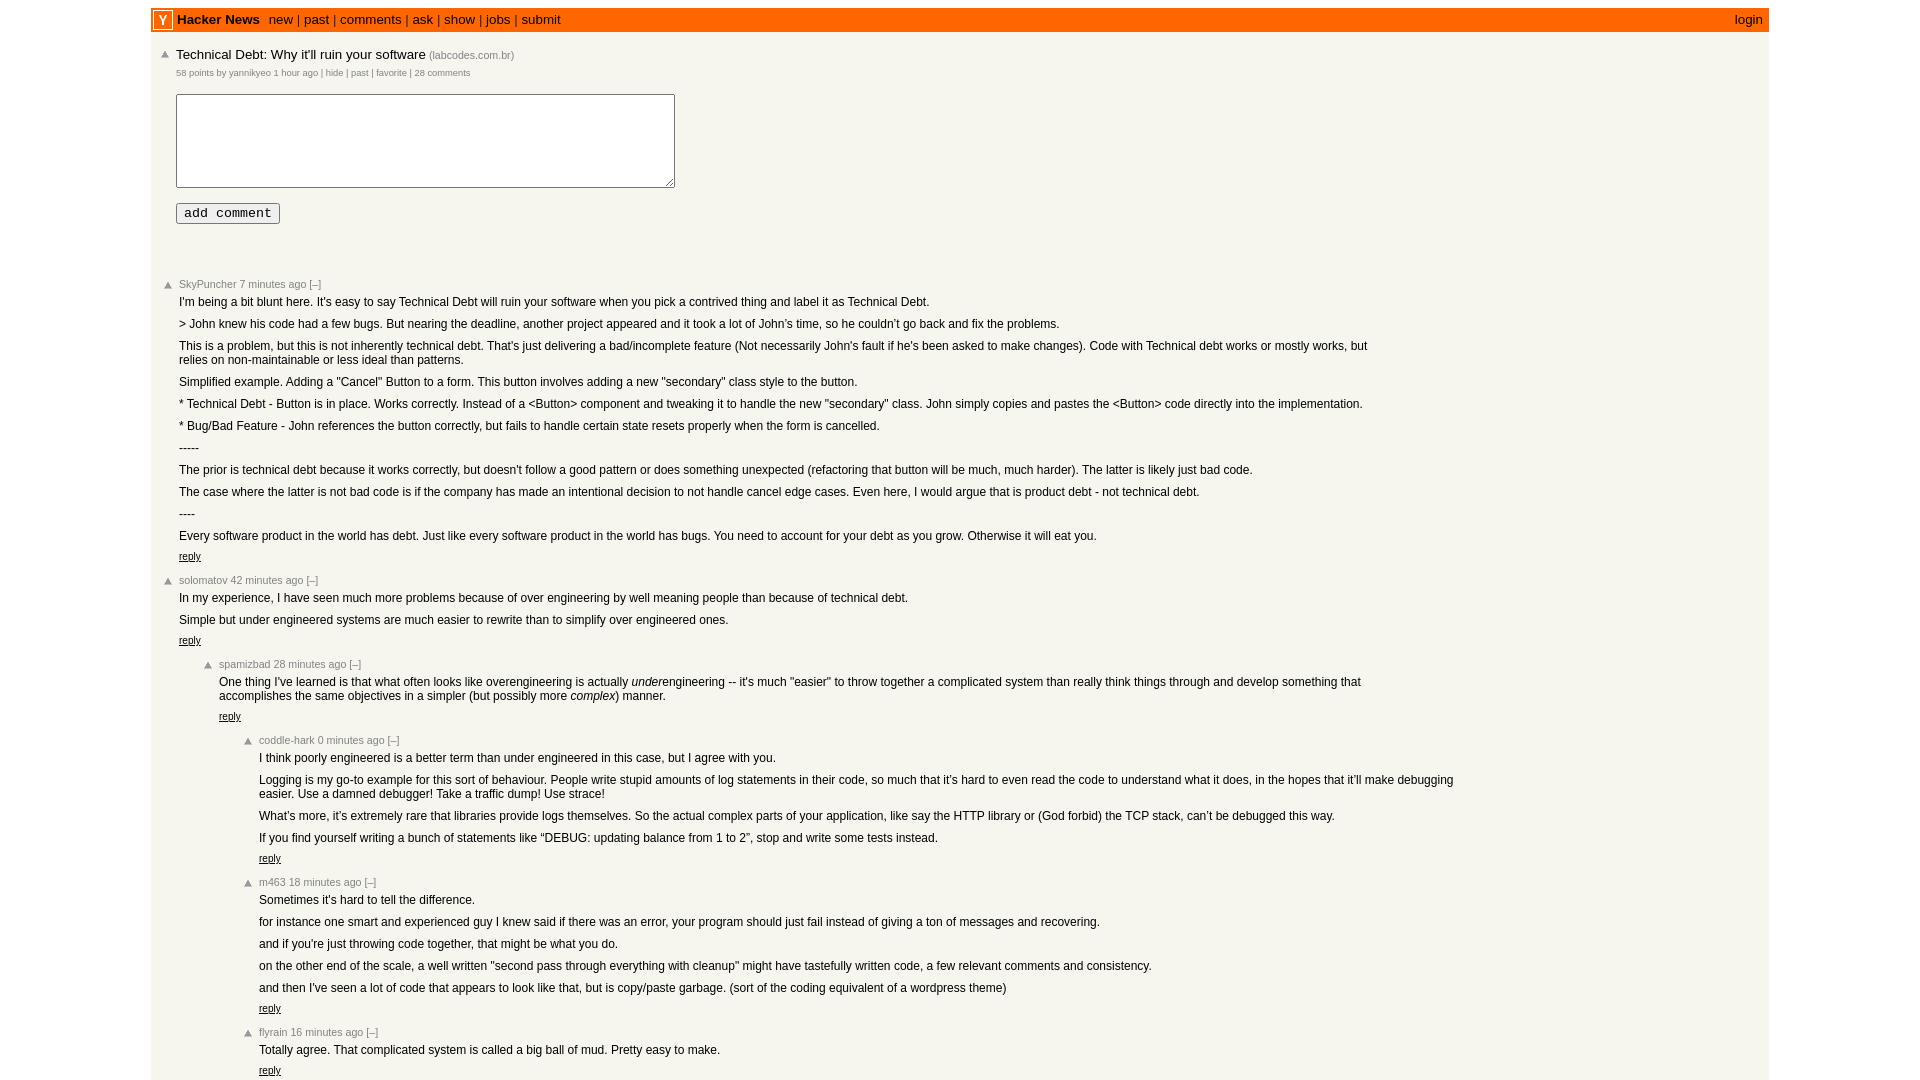 Y Hacker News new | past | comments | ask | show | jobs | submit login
Technical Debt: Why it'll ruin your software (labcodes.com.br)
58 points by yannikyeo 1 hour ago | hide | past | favorite | 28 comments
add comment
SkyPuncher 7 minutes ago [–]
I'm being a bit blunt here. It's easy to say Technical Debt will ruin your software when you pick a contrived thing and label it as Technical Debt.
> John knew his code had a few bugs. But nearing the deadline, another project appeared and it took a lot of John’s time, so he couldn’t go back and fix the problems.
This is a problem, but this is not inherently technical debt. That's just delivering a bad/incomplete feature (Not necessarily John's fault if he's been asked to make changes). Code with Technical debt works or mostly works, but
relies on non-maintainable or less ideal than patterns.
Simplified example. Adding a "Cancel" Button to a form. This button involves adding a new "secondary" class style to the button.
* Technical Debt - Button is in place. Works correctly. Instead of a <Button> component and tweaking it to handle the new "secondary" class. John simply copies and pastes the <Button> code directly into the implementation.
* Bug/Bad Feature - John references the button correctly, but fails to handle certain state resets properly when the form is cancelled.
-----
The prior is technical debt because it works correctly, but doesn't follow a good pattern or does something unexpected (refactoring that button will be much, much harder). The latter is likely just bad code.
The case where the latter is not bad code is if the company has made an intentional decision to not handle cancel edge cases. Even here, I would argue that is product debt - not technical debt.
----
Every software product in the world has debt. Just like every software product in the world has bugs. You need to account for your debt as you grow. Otherwise it will eat you.
reply
solomatov 42 minutes ago [–]
In my experience, I have seen much more problems because of over engineering by well meaning people than because of technical debt.
Simple but under engineered systems are much easier to rewrite than to simplify over engineered ones.
reply
spamizbad 28 minutes ago [–]
One thing I've learned is that what often looks like overengineering is actually underengineering -- it's much "easier" to throw together a complicated system than really think things through and develop something that
accomplishes the same objectives in a simpler (but possibly more complex) manner.
reply
coddle-hark 0 minutes ago [–]
I think poorly engineered is a better term than under engineered in this case, but I agree with you.
Logging is my go-to example for this sort of behaviour. People write stupid amounts of log statements in their code, so much that it’s hard to even read the code to understand what it does, in the hopes that it’ll make debugging
easier. Use a damned debugger! Take a traffic dump! Use strace!
What’s more, it’s extremely rare that libraries provide logs themselves. So the actual complex parts of your application, like say the HTTP library or (God forbid) the TCP stack, can’t be debugged this way.
If you find yourself writing a bunch of statements like “DEBUG: updating balance from 1 to 2”, stop and write some tests instead.
reply
m463 18 minutes ago [–]
Sometimes it's hard to tell the difference.
for instance one smart and experienced guy I knew said if there was an error, your program should just fail instead of giving a ton of messages and recovering.
and if you're just throwing code together, that might be what you do.
on the other end of the scale, a well written "second pass through everything with cleanup" might have tastefully written code, a few relevant comments and consistency.
and then I've seen a lot of code that appears to look like that, but is copy/paste garbage. (sort of the coding equivalent of a wordpress theme)
reply
flyrain 16 minutes ago [–]
Totally agree. That complicated system is called a big ball of mud. Pretty easy to make.
reply